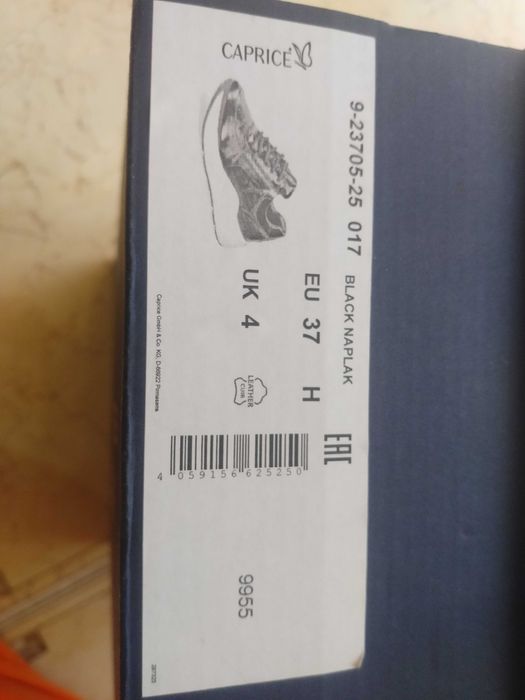 CAPRICE
9-23705-25 017 BLACK NAPLAK
EU 37 H
UK 4
LEATHER
CUIR
EAC
4 059156 625250
9955
Caprice GmbH & Co. KG, D-66922 Pirmasens